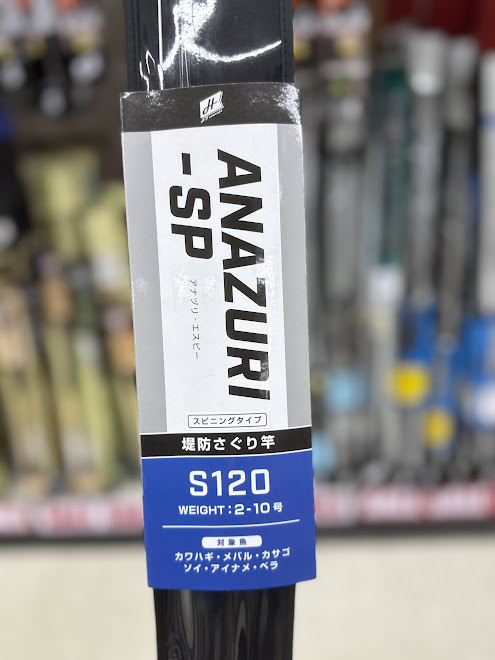 ANAZURI
-SP
アナヅリ・エスピー
スピニングタイプ
堤防さぐり竿
S120
WEIGHT:2-10号
対象魚
カワハギ・メバル・カサゴ
ソイ・アイナメ・ベラ